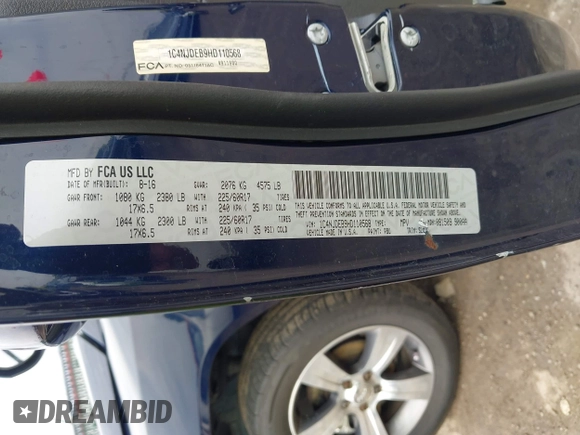 1C4NJDEB9HD110568
FCA
MFD BY FCA US LLC
DATE OF MFR(BUILT): 8-16 GVWR: 2076 KG 4575 LB
GAWR FRONT: 1080 KG 2380 LB WITH 225/60R17
17X6.5 RIMS AT 240 KPA ( 35 PSI) COLD
GAWR REAR: 1044 KG 2300 LB WITH 225/60R17
17X6.5 RIMS AT 240 KPA ( 35 PSI) COLD
THIS VEHICLE CONFORMS TO ALL APPLICABLE U.S.A. FEDERAL MOTOR VEHICLE SAFETY, BUMPER AND
THEFT PREVENTION STANDARDS IN EFFECT ON THE DATE OF MANUFACTURE SHOWN ABOVE.
VIN: 1C4NJDEB9HD110568 TYPE: MPV
VEHICLE MADE IN U.S.A. PAINT: PBU TRIM:
DREAMBID